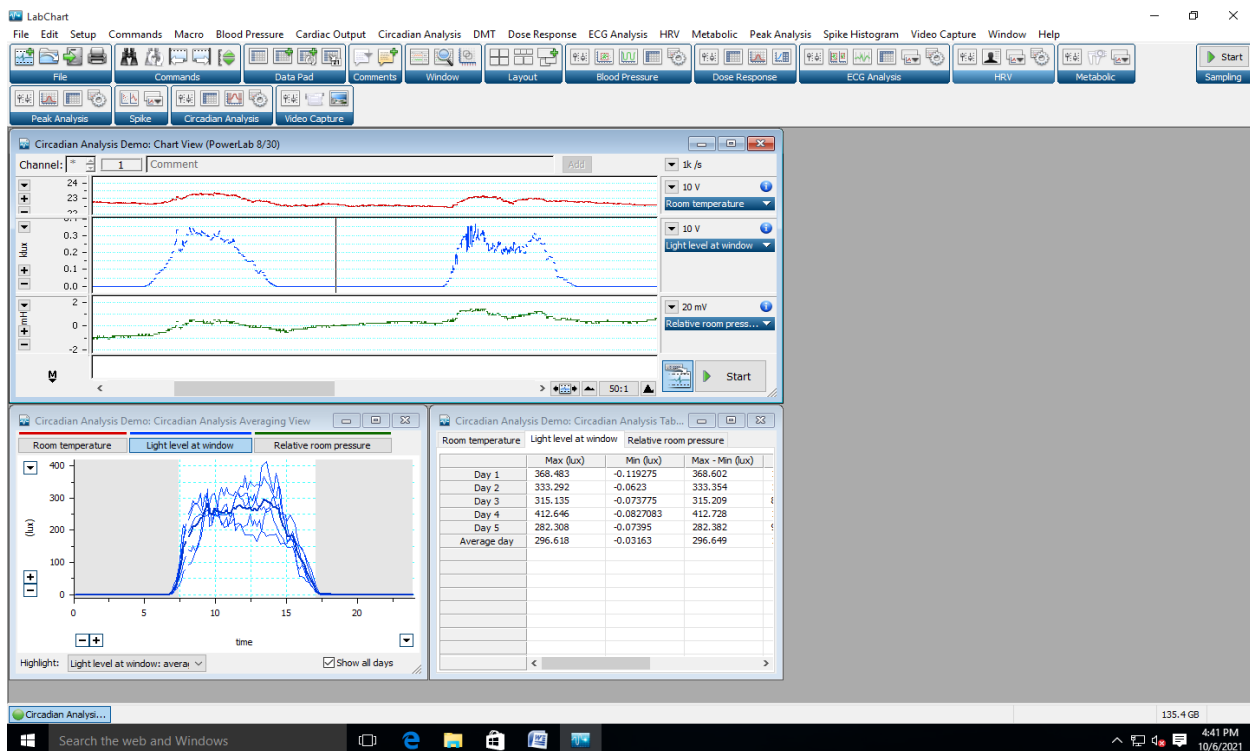 LabChart
File Edit Setup Commands Macro Blood Pressure Cardiac Output Circadian Analysis DMT Dose Response ECG Analysis HRV Metabolic Peak Analysis Spike Histogram Video Capture Window Help
Start
File Commands Data Pad Comments Window Layout Blood Pressure Dose Response ECG Analysis HRV Metabolic Sampling
Peak Analysis Spike Circadian Analysis Video Capture
Circadian Analysis Demo: Chart View (PowerLab 8/30)
Channel: * 1 Comment Add 1k /s
24
23
22
10 V
Room temperature
0.3
0.2
0.1
0.0
klux
10 V
Light level at window
2
0
-2
20 mV
Relative room press...
M
50:1
Start
Circadian Analysis Demo: Circadian Analysis Averaging View
Room temperature Light level at window Relative room pressure
400
300
200
100
0
(lux)
0 5 10 15 20
time
Highlight: Light level at window: avera
Show all days
Circadian Analysis Demo: Circadian Analysis Tab...
Room temperature Light level at window Relative room pressure
Max (lux) Min (lux) Max - Min (lux)
Day 1 368.483 -0.119275 368.602
Day 2 333.292 -0.0623 333.354
Day 3 315.135 -0.073775 315.209
Day 4 412.646 -0.0827083 412.728
Day 5 282.308 -0.07395 282.382
Average day 296.618 -0.03163 296.649
Circadian Analysi...
135.4 GB
Search the web and Windows
4:41 PM
10/6/2021